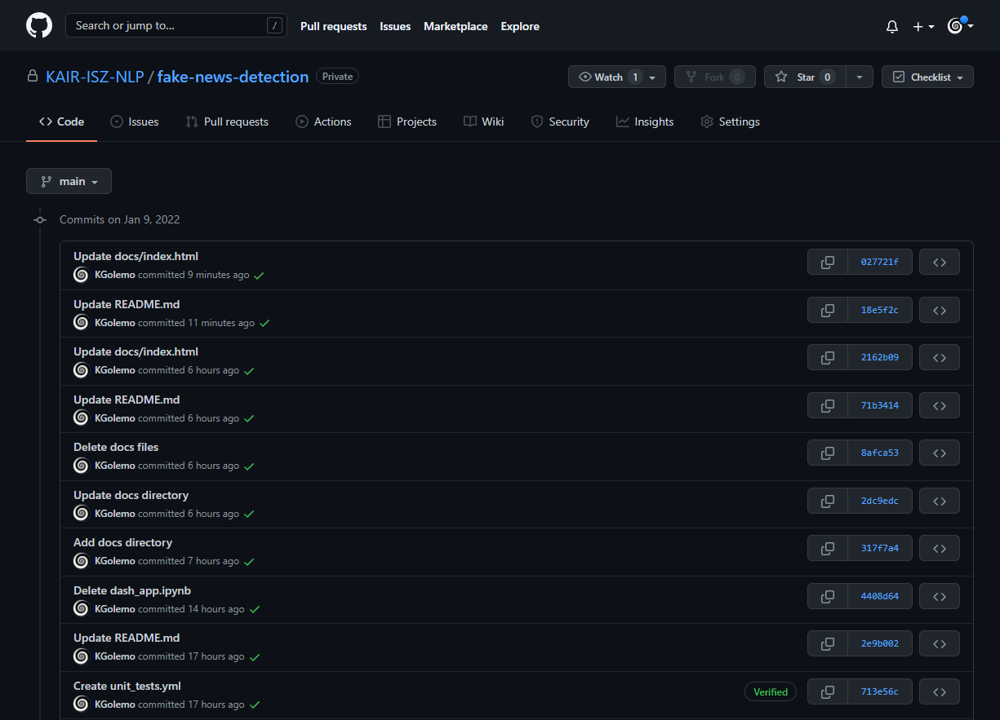 Search or jump to... / Pull requests Issues Marketplace Explore
KAIR-ISZ-NLP / fake-news-detection Private Watch 1 Fork 0 Star 0 Checklist
Code Issues Pull requests Actions Projects Wiki Security Insights Settings
main
Commits on Jan 9, 2022
Update docs/index.html
KGolemo committed 9 minutes ago
027721f
Update README.md
KGolemo committed 11 minutes ago
18e5f2c
Update docs/index.html
KGolemo committed 6 hours ago
2162b09
Update README.md
KGolemo committed 6 hours ago
71b3414
Delete docs files
KGolemo committed 6 hours ago
8afca53
Update docs directory
KGolemo committed 6 hours ago
2dc9edc
Add docs directory
KGolemo committed 7 hours ago
317f7a4
Delete dash_app.ipynb
KGolemo committed 14 hours ago
4408d64
Update README.md
KGolemo committed 17 hours ago
2e9b002
Create unit_tests.yml
KGolemo committed 17 hours ago
Verified 713e56c